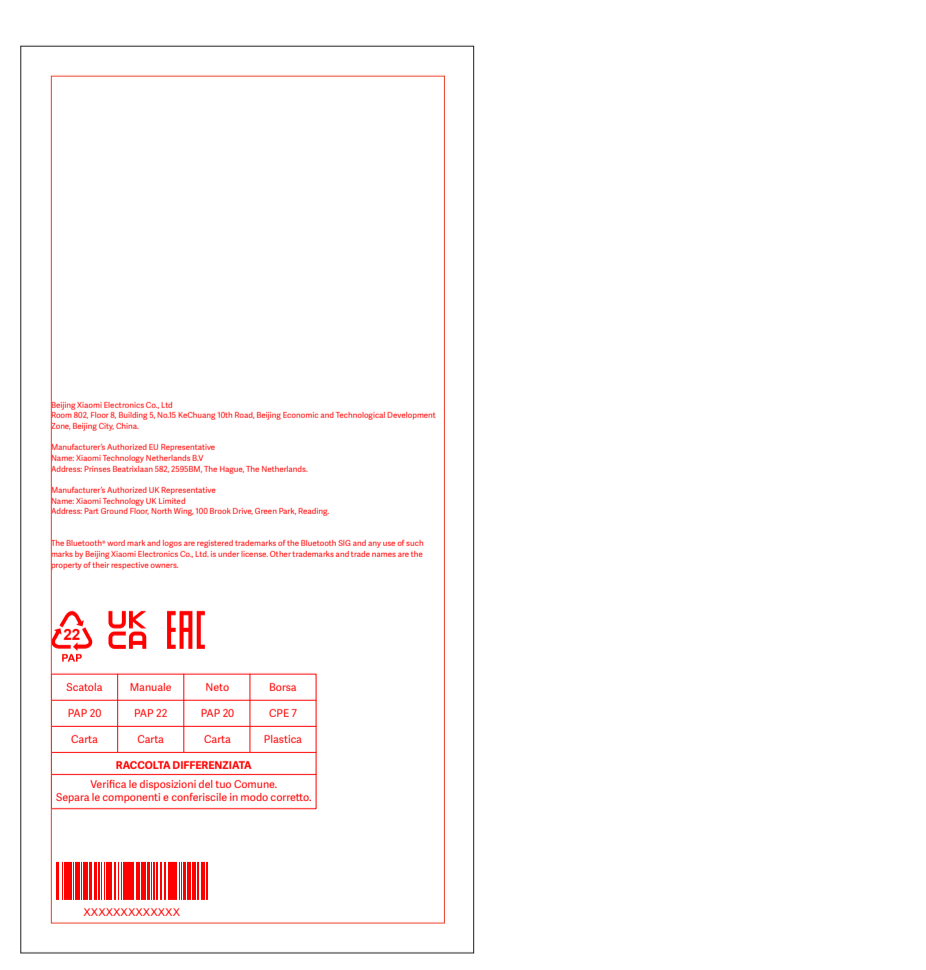 Beijing Xiaomi Electronics Co., Ltd
Room 802, Floor 8, Building 5, No.15 KeChuang 10th Road, Beijing Economic and Technological Development
Zone, Beijing City, China.
Manufacturer's Authorized EU Representative
Name: Xiaomi Technology Netherlands B.V
Address: Prinses Beatrixlaan 582, 2595BM, The Hague, The Netherlands.
Manufacturer's Authorized UK Representative
Name: Xiaomi Technology UK Limited
Address: Part Ground Floor, North Wing, 100 Brook Drive, Green Park, Reading.
The Bluetooth® word mark and logos are registered trademarks of the Bluetooth SIG and any use of such
marks by Beijing Xiaomi Electronics Co., Ltd. is under license. Other trademarks and trade names are the
property of their respective owners.
22
PAP
UK
CA
EAC
Scatola Manuale Neto Borsa
PAP 20 PAP 22 PAP 20 CPE 7
Carta Carta Carta Plastica
RACCOLTA DIFFERENZIATA
Verifica le disposizioni del tuo Comune.
Separa le componenti e conferiscile in modo corretto.
XXXXXXXXXXXXX